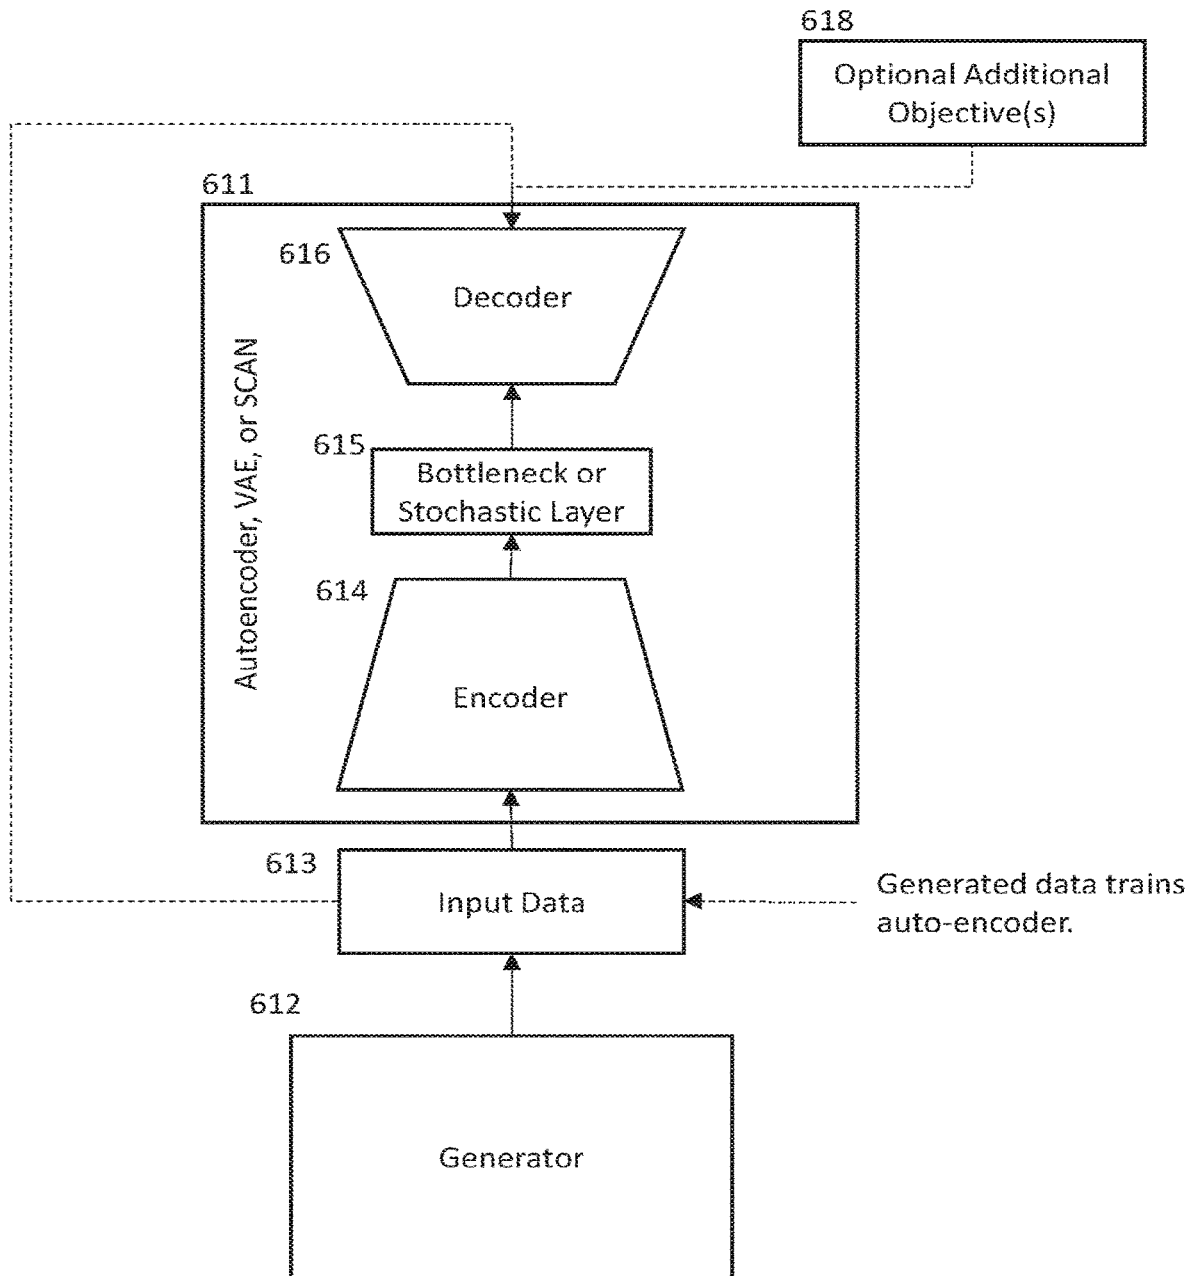 618
Optional Additional
Objective(s)
611
616
Decoder
Autoencoder, VAE, or SCAN
615
Bottleneck or
Stochastic Layer
614
Encoder
613
Input Data
Generated data trains
auto-encoder.
612
Generator